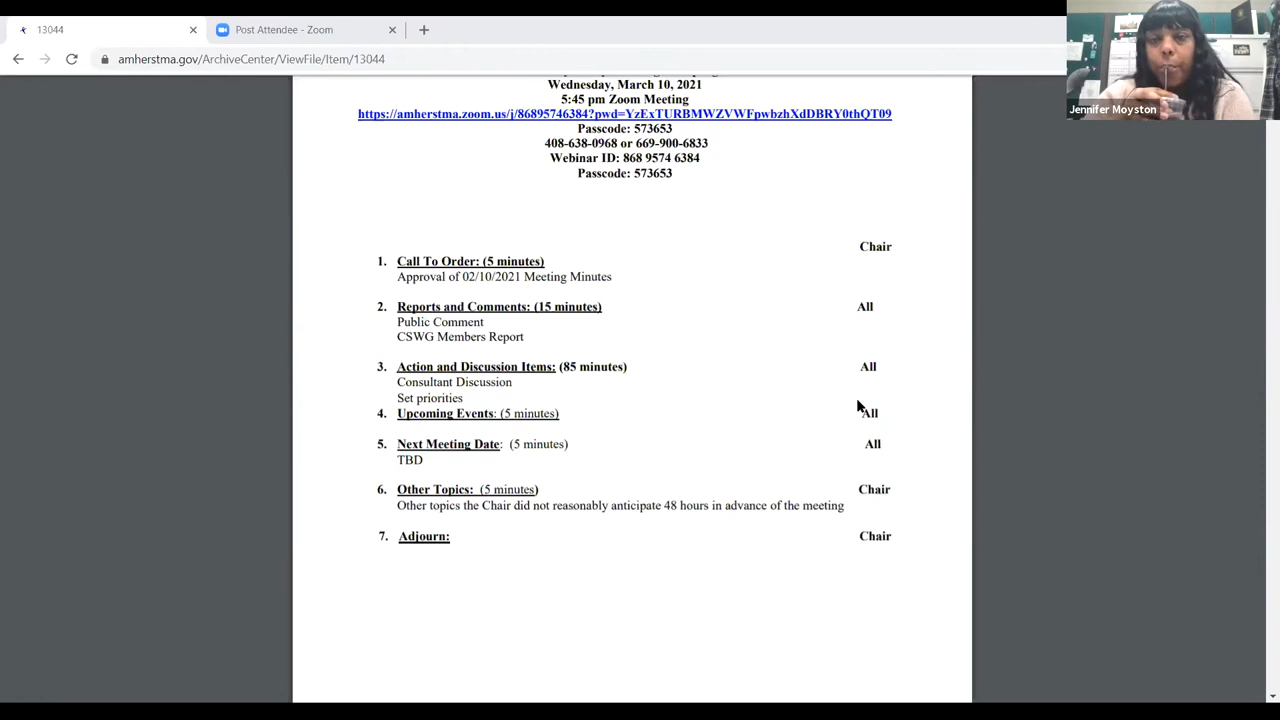 13044
Post Attendee - Zoom
amherstma.gov/ArchiveCenter/ViewFile/Item/13044
Jennifer Moyston
Wednesday, March 10, 2021
5:45 pm Zoom Meeting
https://amherstma.zoom.us/j/86895746384?pwd=YzExTURBMWZVWFpwbzhXdDBRY0thQT09
Passcode: 573653
408-638-0968 or 669-900-6833
Webinar ID: 868 9574 6384
Passcode: 573653
Chair
1. Call To Order: (5 minutes)
Approval of 02/10/2021 Meeting Minutes
2. Reports and Comments: (15 minutes) All
Public Comment
CSWG Members Report
3. Action and Discussion Items: (85 minutes) All
Consultant Discussion
Set priorities
4. Upcoming Events: (5 minutes) All
5. Next Meeting Date: (5 minutes) All
TBD
6. Other Topics: (5 minutes) Chair
Other topics the Chair did not reasonably anticipate 48 hours in advance of the meeting
7. Adjourn: Chair